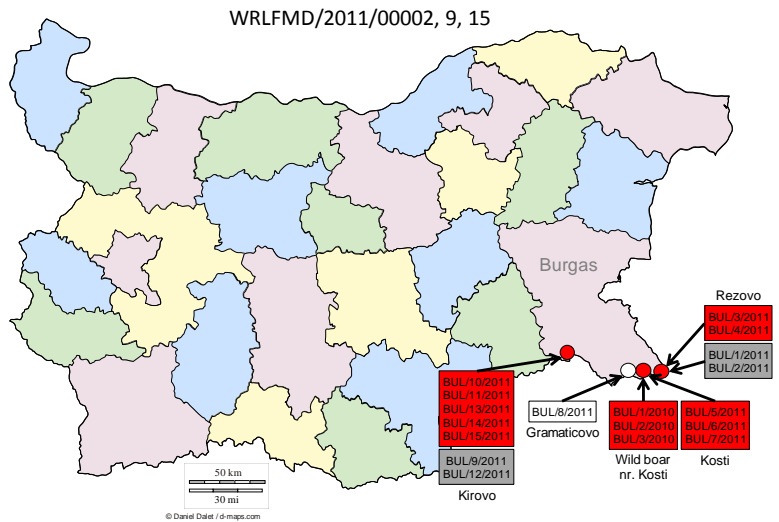 WRLFMD/2011/00002, 9, 15
Burgas
Rezovo
BUL/3/2011
BUL/4/2011
BUL/1/2011
BUL/2/2011
BUL/10/2011
BUL/11/2011
BUL/13/2011
BUL/14/2011
BUL/15/2011
BUL/9/2011
BUL/12/2011
Kirovo
BUL/8/2011
Gramaticovo
BUL/1/2010
BUL/2/2010
BUL/3/2010
Wild boar
nr. Kosti
BUL/5/2011
BUL/6/2011
BUL/7/2011
Kosti
50 km
30 mi
© Daniel Dalet / d-maps.com